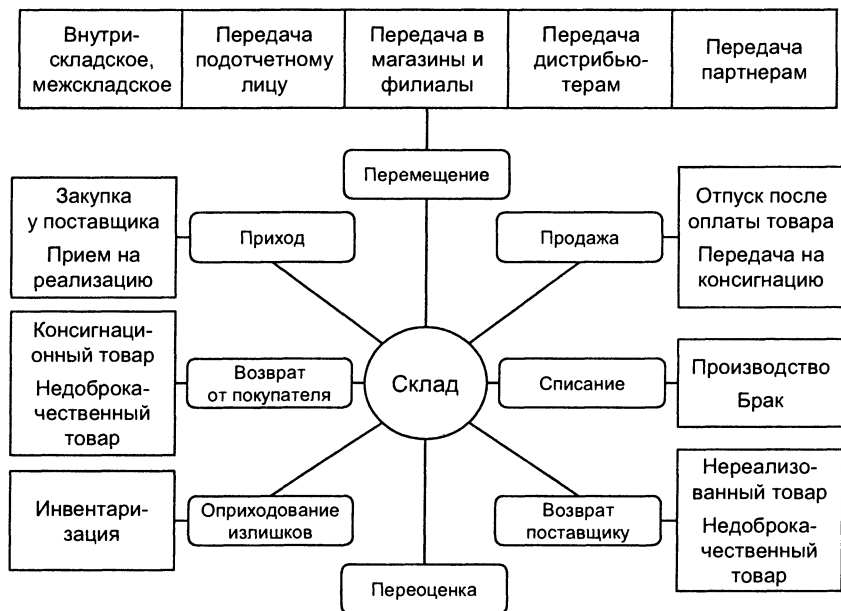 Внутри-
складское,
межскладское
Передача
подотчетному
лицу
Передача в
магазины и
филиалы
Передача
дистрибью-
терам
Передача
партнерам
Перемещение
Закупка
у поставщика
Прием на
реализацию
Приход
Продажа
Отпуск после
оплаты товара
Передача на
консигнацию
Консигнаци-
онный товар
Недоброка-
чественный
товар
Возврат
от покупателя
Склад
Списание
Производство
Брак
Инвентари-
зация
Оприходование
излишков
Возврат
поставщику
Нереализо-
ванный товар
Недоброка-
чественный
товар
Переоценка